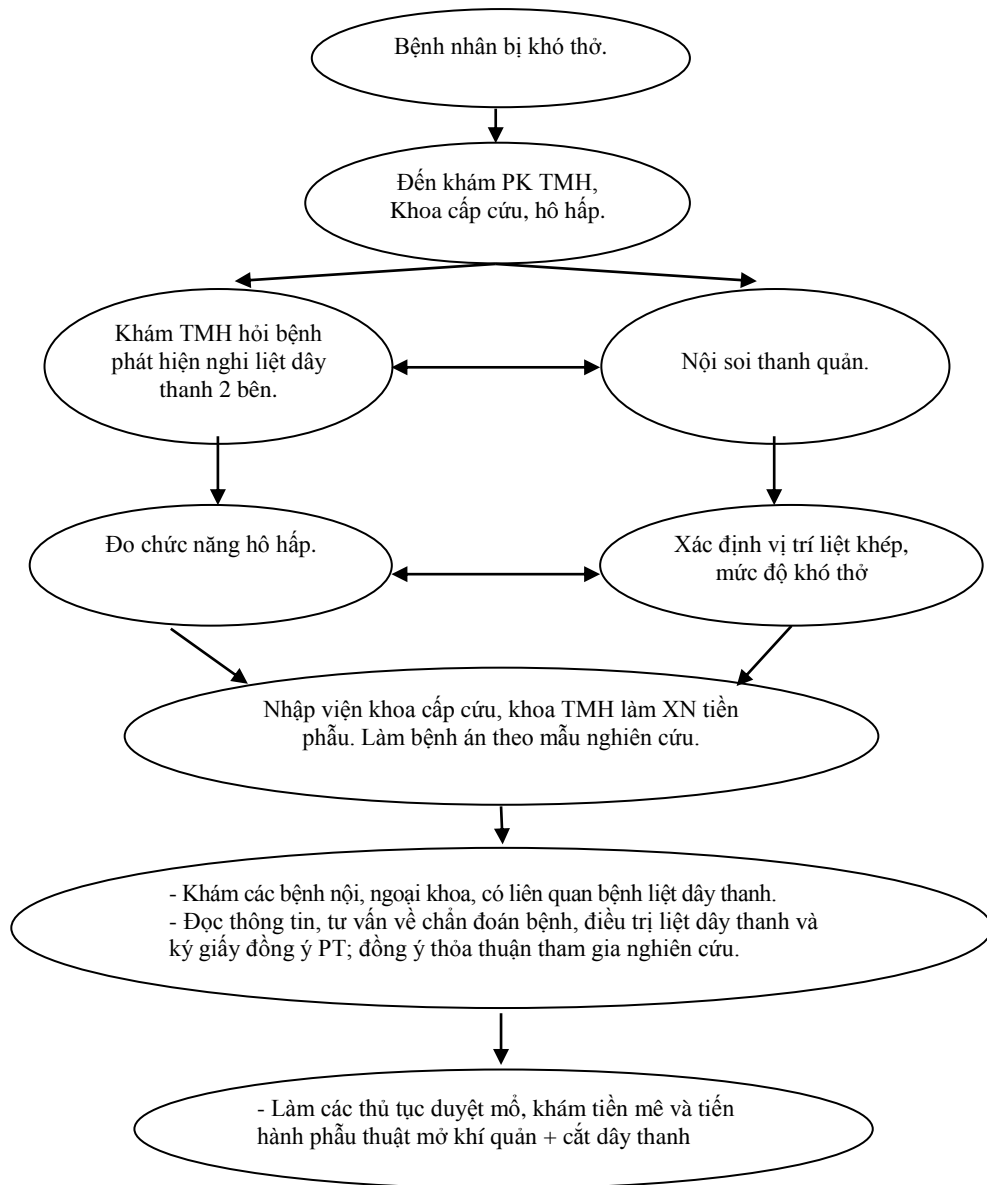 Bệnh nhân bị khó thở.
Đến khám PK TMH,
Khoa cấp cứu, hô hấp.
Khám TMH hỏi bệnh
phát hiện nghi liệt dây
thanh 2 bên.
Nội soi thanh quản.
Đo chức năng hô hấp.
Xác định vị trí liệt khép,
mức độ khó thở
Nhập viện khoa cấp cứu, khoa TMH làm XN tiền
phẫu. Làm bệnh án theo mẫu nghiên cứu.
- Khám các bệnh nội, ngoại khoa, có liên quan bệnh liệt dây thanh.
- Đọc thông tin, tư vấn về chẩn đoán bệnh, điều trị liệt dây thanh và
ký giấy đồng ý PT; đồng ý thỏa thuận tham gia nghiên cứu.
- Làm các thủ tục duyệt mổ, khám tiền mê và tiến
hành phẫu thuật mở khí quản + cắt dây thanh